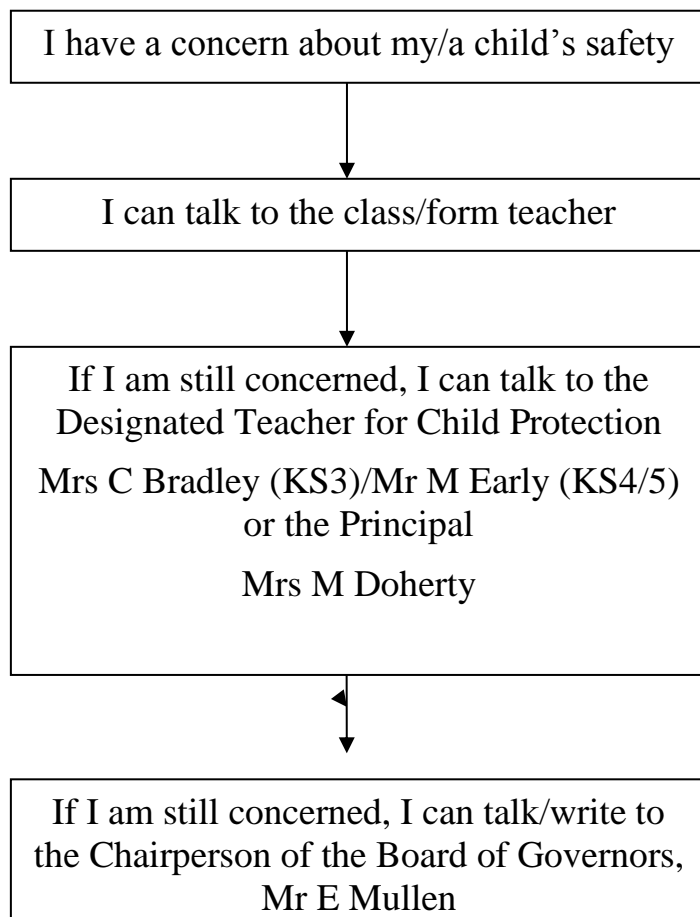 I have a concern about my/a child’s safety
I can talk to the class/form teacher
If I am still concerned, I can talk to the
Designated Teacher for Child Protection
Mrs C Bradley (KS3)/Mr M Early (KS4/5)
or the Principal
Mrs M Doherty
If I am still concerned, I can talk/write to
the Chairperson of the Board of Governors,
Mr E Mullen